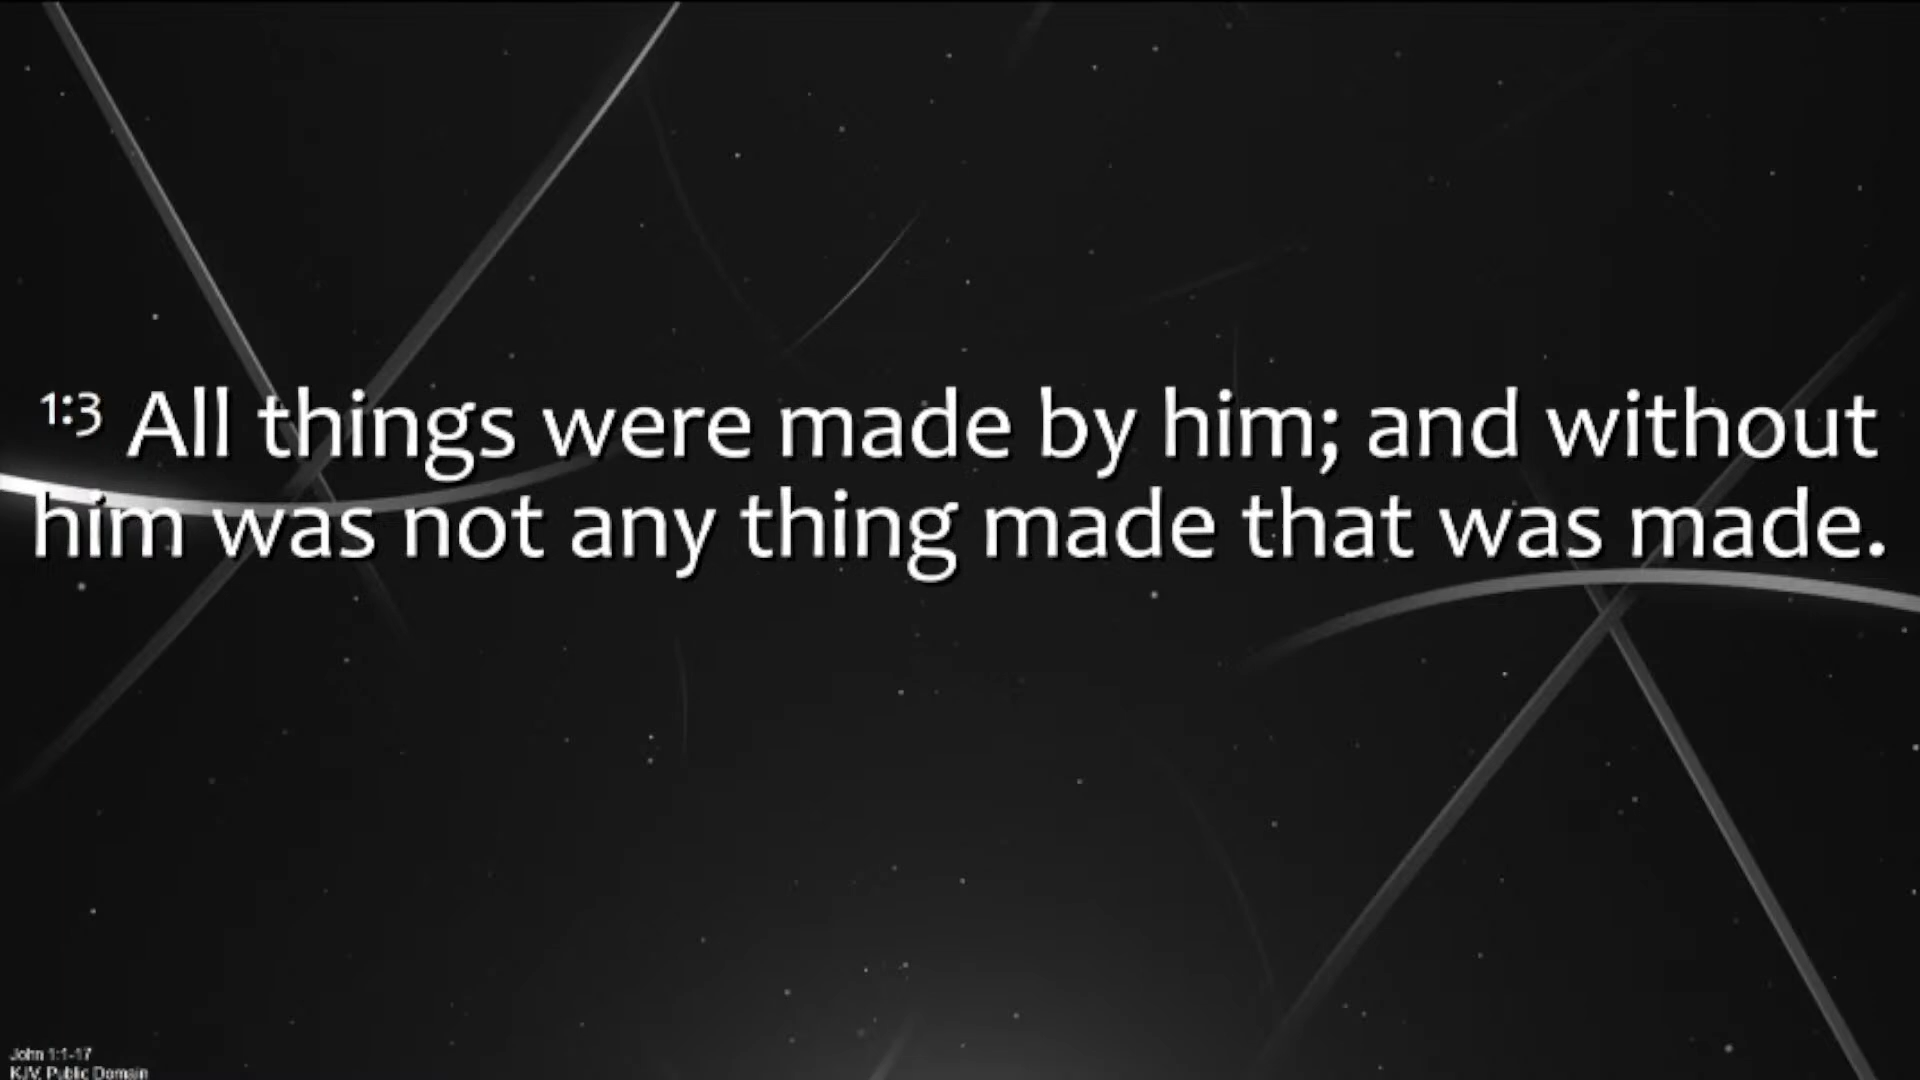 1:3 All things were made by him; and without
him was not any thing made that was made.
John 1:1-17
KJV, Public Domain